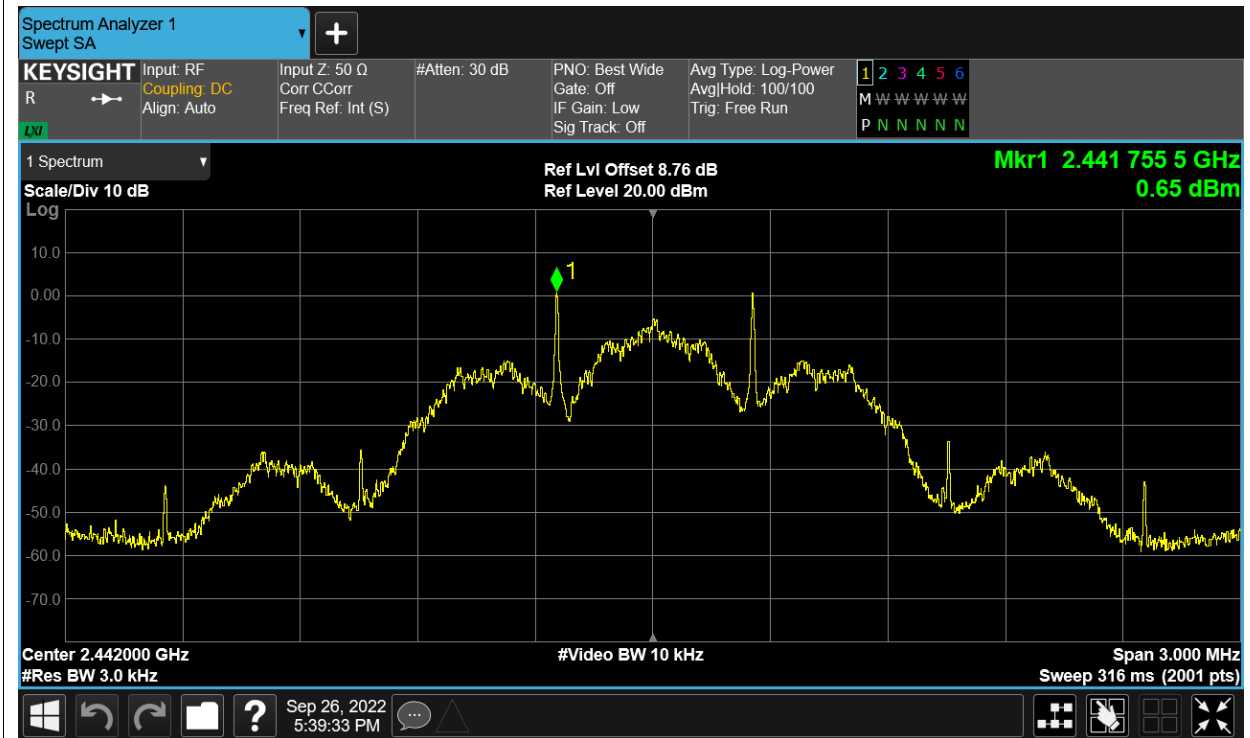 Spectrum Analyzer 1
Swept SA
KEYSIGHT
R
LXI
Input: RF
Coupling: DC
Align: Auto
Input Z: 50 Ω
Corr CCorr
Freq Ref: Int (S)
#Atten: 30 dB
PNO: Best Wide
Gate: Off
IF Gain: Low
Sig Track: Off
Avg Type: Log-Power
Avg|Hold: 100/100
Trig: Free Run
1 2 3 4 5 6
M W W W W W
P N N N N N
1 Spectrum
Scale/Div 10 dB
Ref Lvl Offset 8.76 dB
Ref Level 20.00 dBm
Mkr1 2.441 755 5 GHz
0.65 dBm
Log
10.0
0.00
-10.0
-20.0
-30.0
-40.0
-50.0
-60.0
-70.0
1
Center 2.442000 GHz
#Res BW 3.0 kHz
#Video BW 10 kHz
Span 3.000 MHz
Sweep 316 ms (2001 pts)
?
Sep 26, 2022
5:39:33 PM